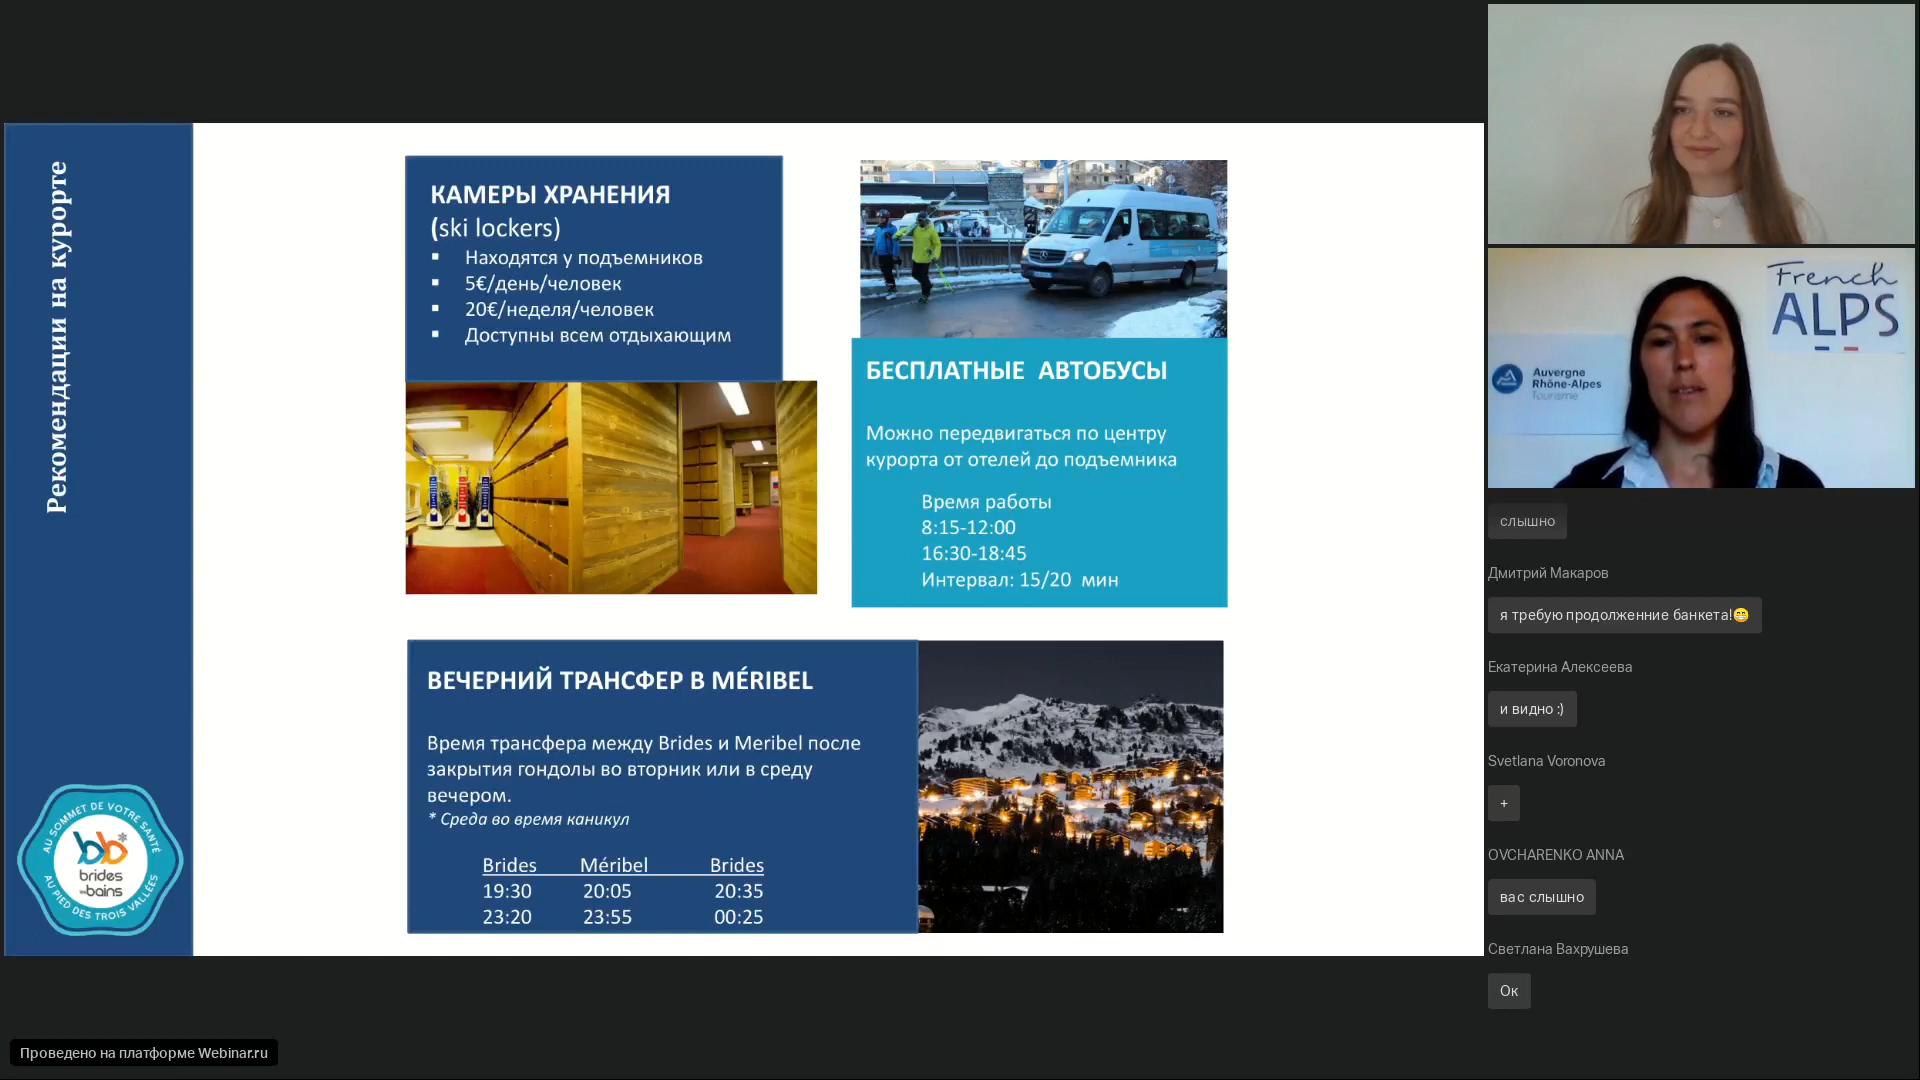 Рекомендации на курорте
КАМЕРЫ ХРАНЕНИЯ
(ski lockers)
▪ Находятся у подъемников
▪ 5€/день/человек
▪ 20€/неделя/человек
▪ Доступны всем отдыхающим
БЕСПЛАТНЫЕ АВТОБУСЫ
Можно передвигаться по центру
курорта от отелей до подъемника
Время работы
8:15-12:00
16:30-18:45
Интервал: 15/20 мин
ВЕЧЕРНИЙ ТРАНСФЕР В MÉRIBEL
Время трансфера между Brides и Meribel после
закрытия гондолы во вторник или в среду
вечером.
* Среда во время каникул
Brides Méribel Brides
19:30 20:05 20:35
23:20 23:55 00:25
AU SOMMET DE VOTRE SANTÉ
bb*
brides
les bains
AU PIED DES TROIS VALLÉES
French
ALPS
Auvergne
Rhône-Alpes
Tourisme
слышно
Дмитрий Макаров
я требую продолженние банкета!😁
Екатерина Алексеева
и видно :)
Svetlana Voronova
+
OVCHARENKO ANNA
вас слышно
Светлана Вахрушева
Ок
Проведено на платформе Webinar.ru